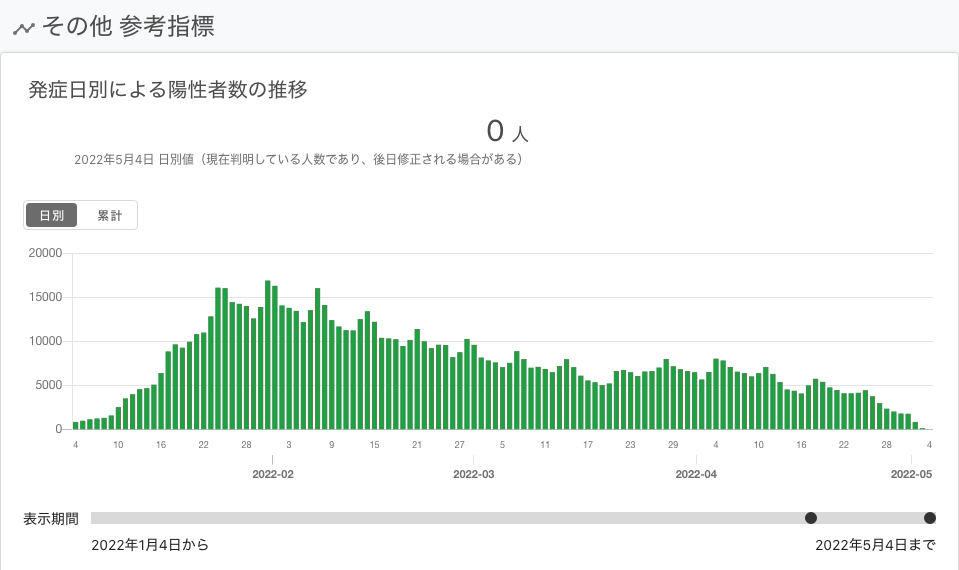 その他 参考指標
発症日別による陽性者数の推移
0 人
2022年5月4日 日別値（現在判明している人数であり、後日修正される場合がある）
日別 累計
20000
15000
10000
5000
0
4 10 16 22 28 3 9 15 21 27 5 11 17 23 29 4 10 16 22 28 4
2022-02 2022-03 2022-04 2022-05
表示期間
2022年1月4日から 2022年5月4日まで